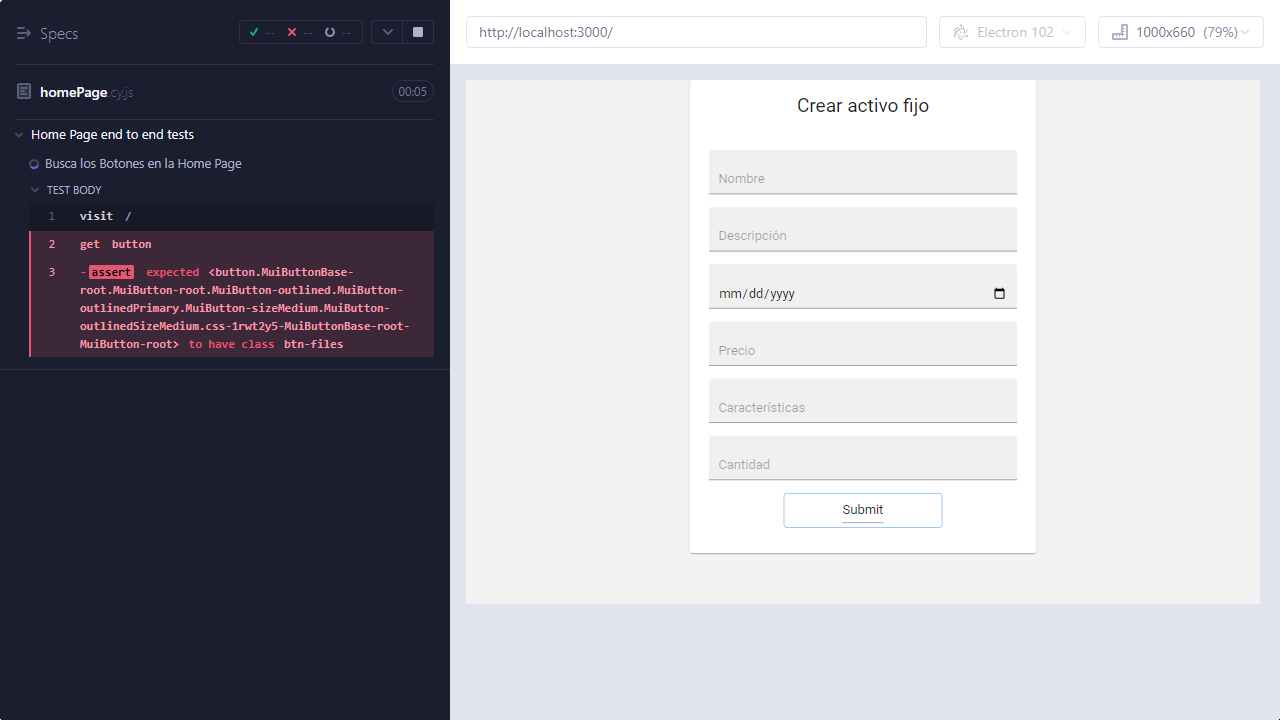 Specs
-- -- --
homePage.cy.js
00:05
Home Page end to end tests
Busca los Botones en la Home Page
TEST BODY
1 visit /
2 get button
3 -assert expected <button.MuiButtonBase-
root.MuiButton-root.MuiButton-outlined.MuiButton-
outlinedPrimary.MuiButton-sizeMedium.MuiButton-
outlinedSizeMedium.css-1rwt2y5-MuiButtonBase-root-
MuiButton-root> to have class btn-files
http://localhost:3000/
Electron 102
1000x660 (79%)
Crear activo fijo
Nombre
Descripción
mm/dd/yyyy
Precio
Características
Cantidad
Submit